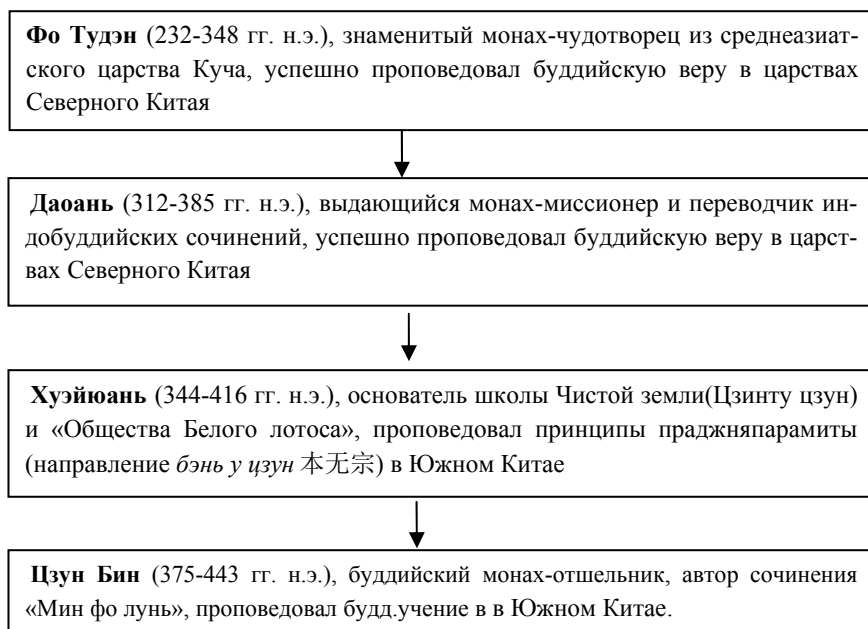 Фо Тудэн (232-348 гг. н.э.), знаменитый монах-чудотворец из среднеазиат-
ского царства Куча, успешно проповедовал буддийскую веру в царствах
Северного Китая
Даоань (312-385 гг. н.э.), выдающийся монах-миссионер и переводчик ин-
добуддийских сочинений, успешно проповедовал буддийскую веру в царст-
вах Северного Китая
Хуэйюань (344-416 гг. н.э.), основатель школы Чистой земли(Цзинту цзун)
и «Общества Белого лотоса», проповедовал принципы праджняпарамиты
(направление бэнь у цзун 本无宗) в Южном Китае
Цзун Бин (375-443 гг. н.э.), буддийский монах-отшельник, автор сочинения
«Мин фо лунь», проповедовал будд.учение в в Южном Китае.